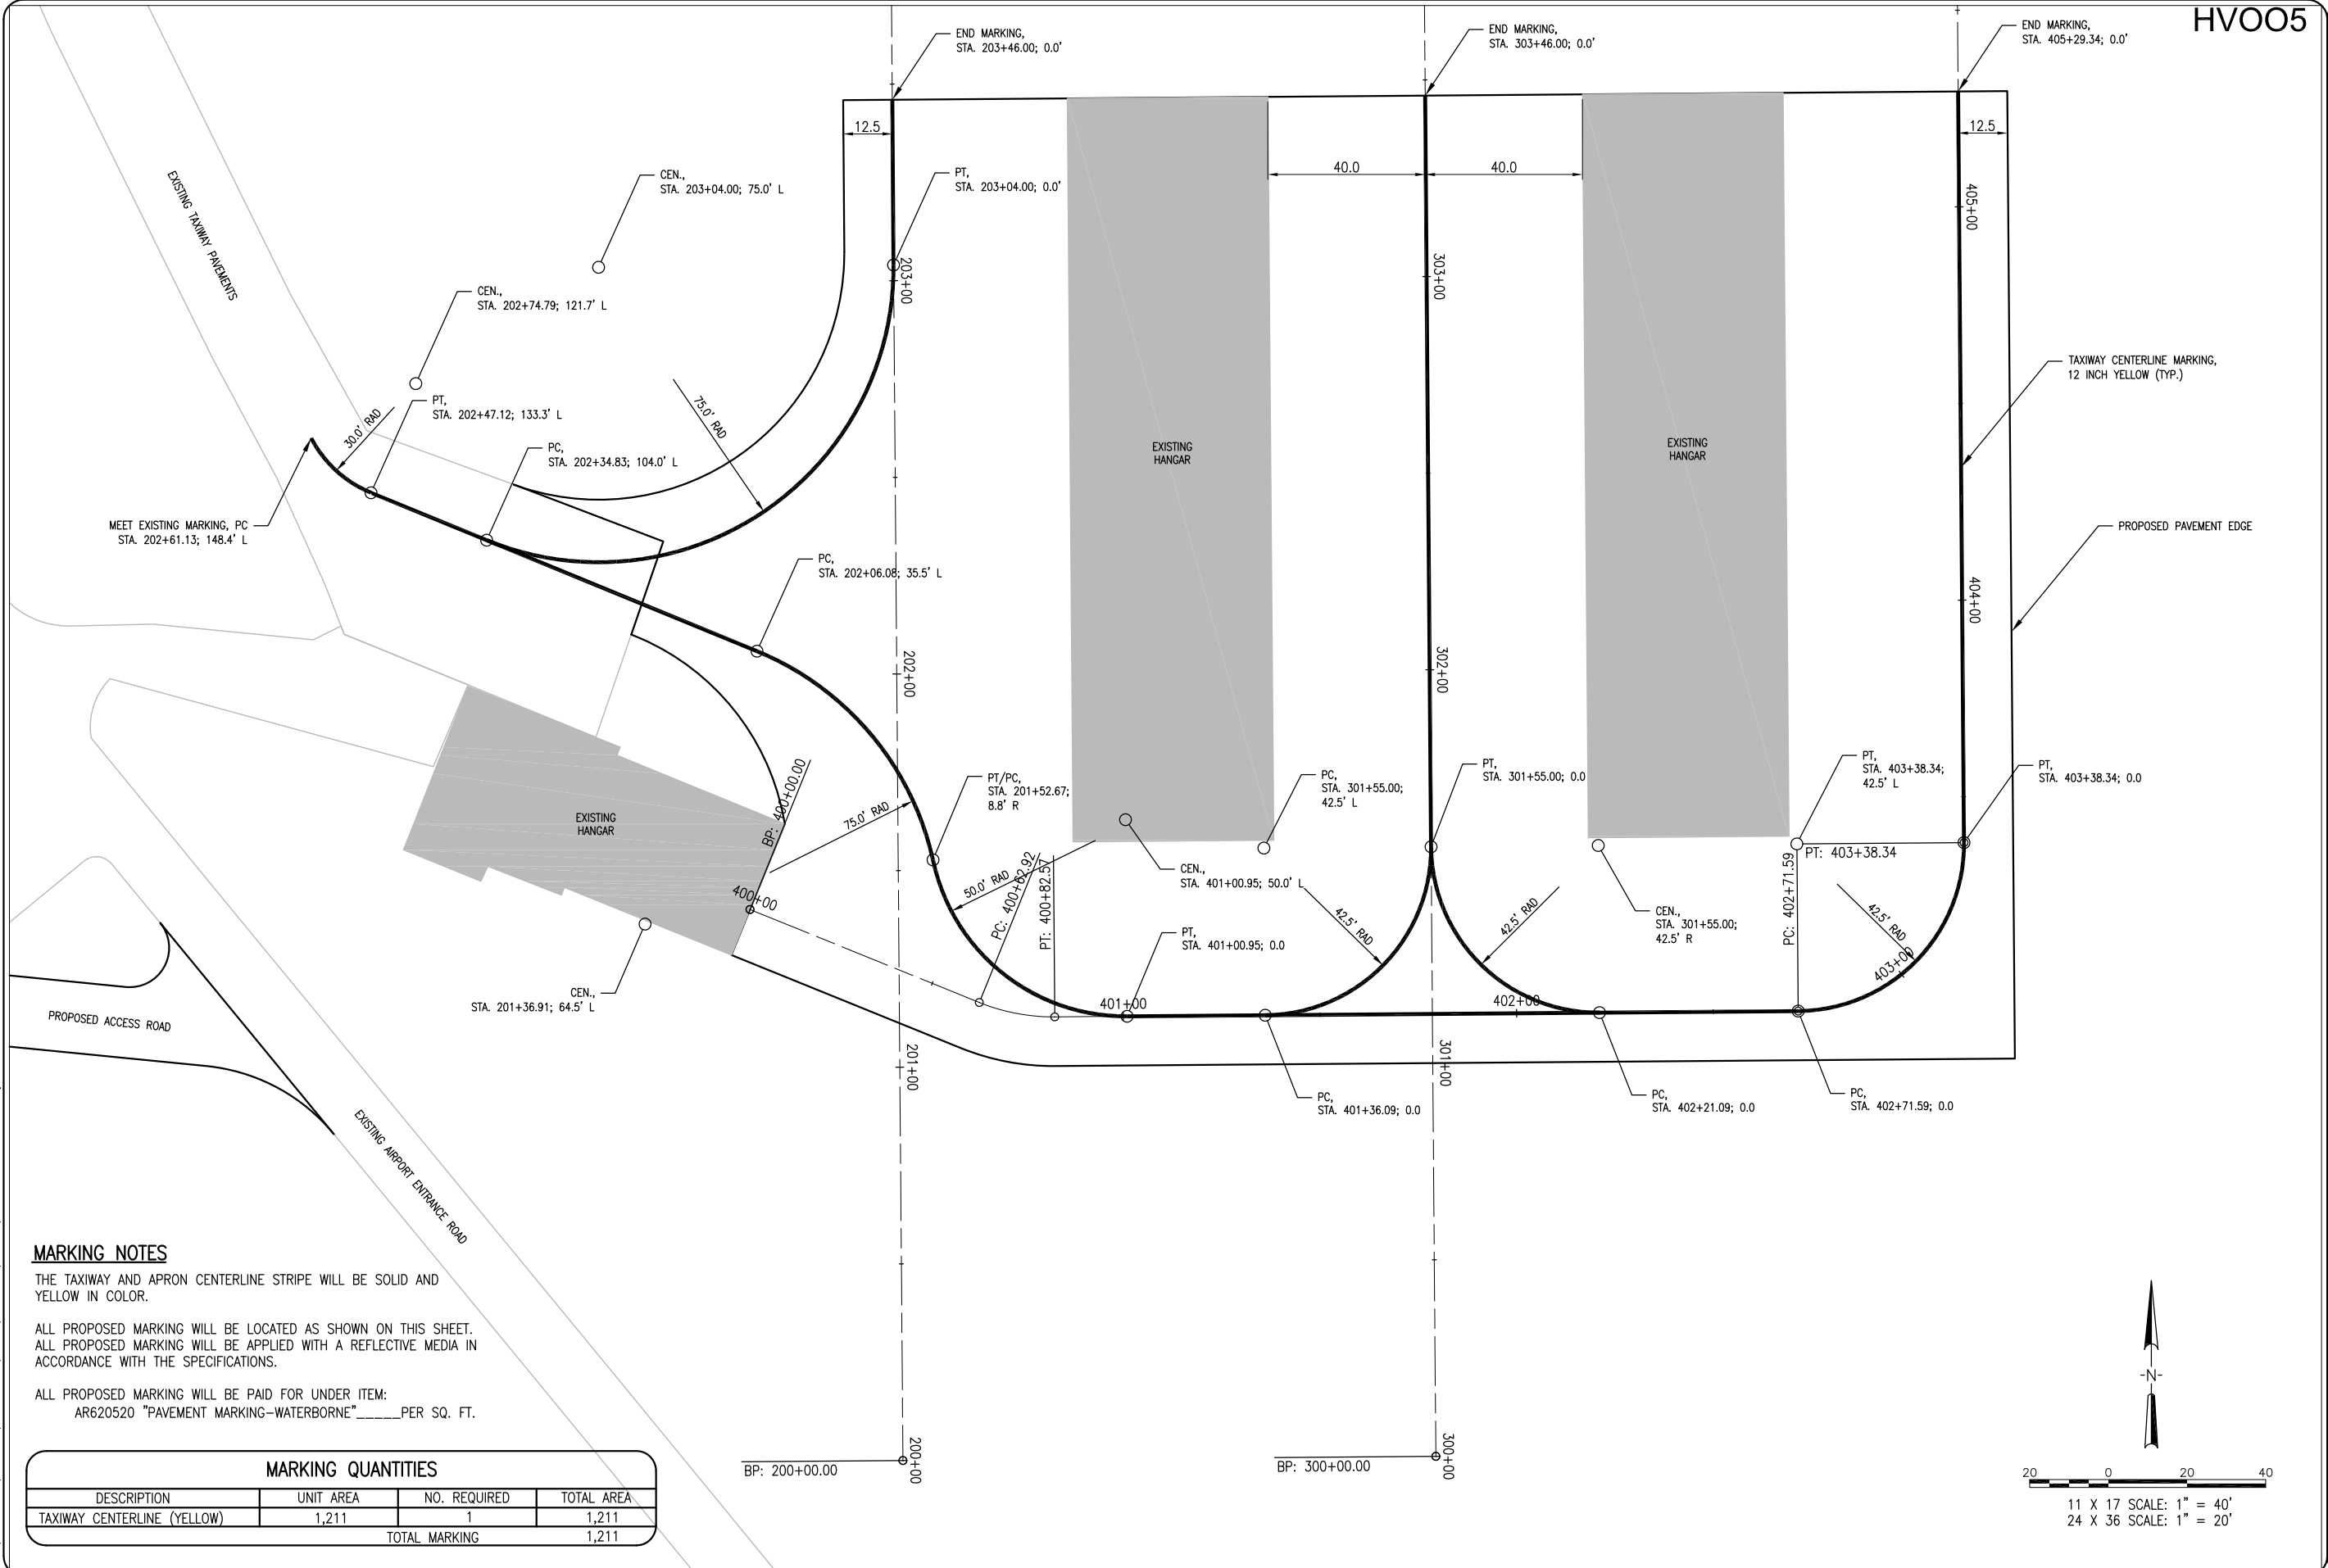 HVOO5
END MARKING,
STA. 203+46.00; 0.0'
END MARKING,
STA. 303+46.00; 0.0'
END MARKING,
STA. 405+29.34; 0.0'
12.5
12.5
40.0
40.0
CEN.,
STA. 203+04.00; 75.0' L
PT,
STA. 203+04.00; 0.0'
EXISTING TAXIWAY PAVEMENTS
405+00
203+00
303+00
CEN.,
STA. 202+74.79; 121.7' L
TAXIWAY CENTERLINE MARKING,
12 INCH YELLOW (TYP.)
PT,
STA. 202+47.12; 133.3' L
30.0' RAD
75.0' RAD
PC,
STA. 202+34.83; 104.0' L
EXISTING
HANGAR
EXISTING
HANGAR
MEET EXISTING MARKING, PC
STA. 202+61.13; 148.4' L
PROPOSED PAVEMENT EDGE
PC,
STA. 202+06.08; 35.5' L
404+00
202+00
302+00
PT/PC,
STA. 201+52.67;
8.8' R
PC,
STA. 301+55.00;
42.5' L
PT,
STA. 301+55.00; 0.0
PT,
STA. 403+38.34;
42.5' L
PT,
STA. 403+38.34; 0.0
BP: 400+00.00
75.0' RAD
EXISTING
HANGAR
PT: 403+38.34
CEN.,
STA. 401+00.95; 50.0' L
50.0' RAD
400+00
PC: 400+62.92
PT: 400+82.57
PC: 402+71.59
42.5' RAD
42.5' RAD
42.5' RAD
CEN.,
STA. 301+55.00;
42.5' R
PT,
STA. 401+00.95; 0.0
403+00
CEN.,
STA. 201+36.91; 64.5' L
401+00
402+00
PROPOSED ACCESS ROAD
201+00
301+00
PC,
STA. 401+36.09; 0.0
PC,
STA. 402+21.09; 0.0
PC,
STA. 402+71.59; 0.0
EXISTING AIRPORT ENTRANCE ROAD
MARKING NOTES
THE TAXIWAY AND APRON CENTERLINE STRIPE WILL BE SOLID AND
YELLOW IN COLOR.
ALL PROPOSED MARKING WILL BE LOCATED AS SHOWN ON THIS SHEET.
ALL PROPOSED MARKING WILL BE APPLIED WITH A REFLECTIVE MEDIA IN
ACCORDANCE WITH THE SPECIFICATIONS.
ALL PROPOSED MARKING WILL BE PAID FOR UNDER ITEM:
AR620520 "PAVEMENT MARKING-WATERBORNE"_____PER SQ. FT.
MARKING QUANTITIES
DESCRIPTION UNIT AREA NO. REQUIRED TOTAL AREA
TAXIWAY CENTERLINE (YELLOW) 1,211 1 1,211
TOTAL MARKING 1,211
BP: 200+00.00
200+00
BP: 300+00.00
300+00
-N-
20 0 20 40
11 X 17 SCALE: 1" = 40'
24 X 36 SCALE: 1" = 20'